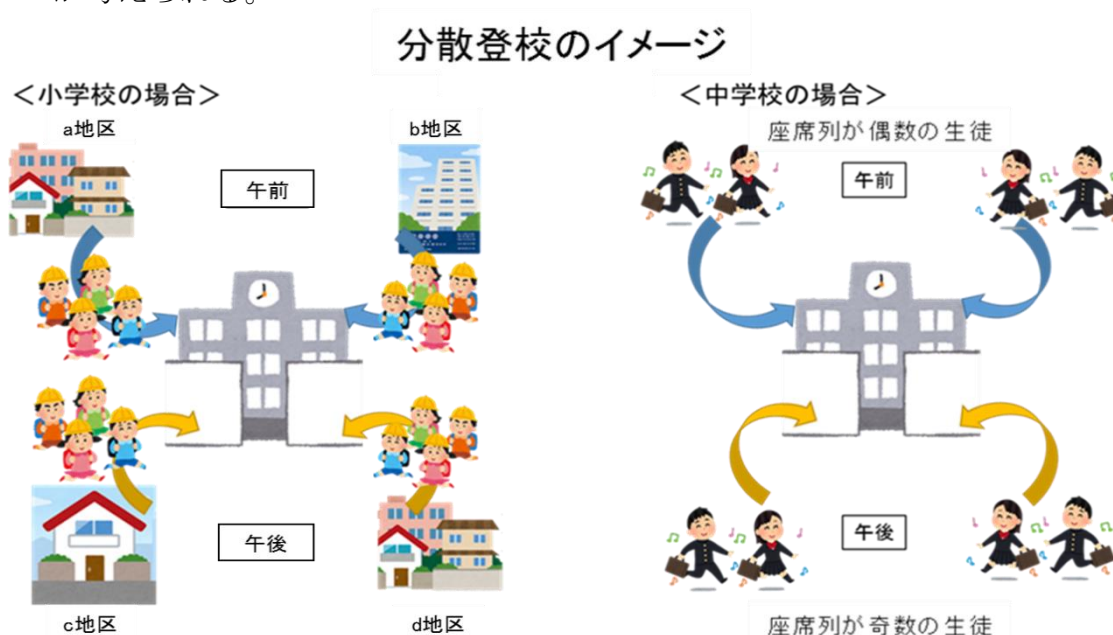 分散登校のイメージ
＜小学校の場合＞
a地区
b地区
午前
午後
c地区
d地区
＜中学校の場合＞
座席列が偶数の生徒
午前
午後
座席列が奇数の生徒